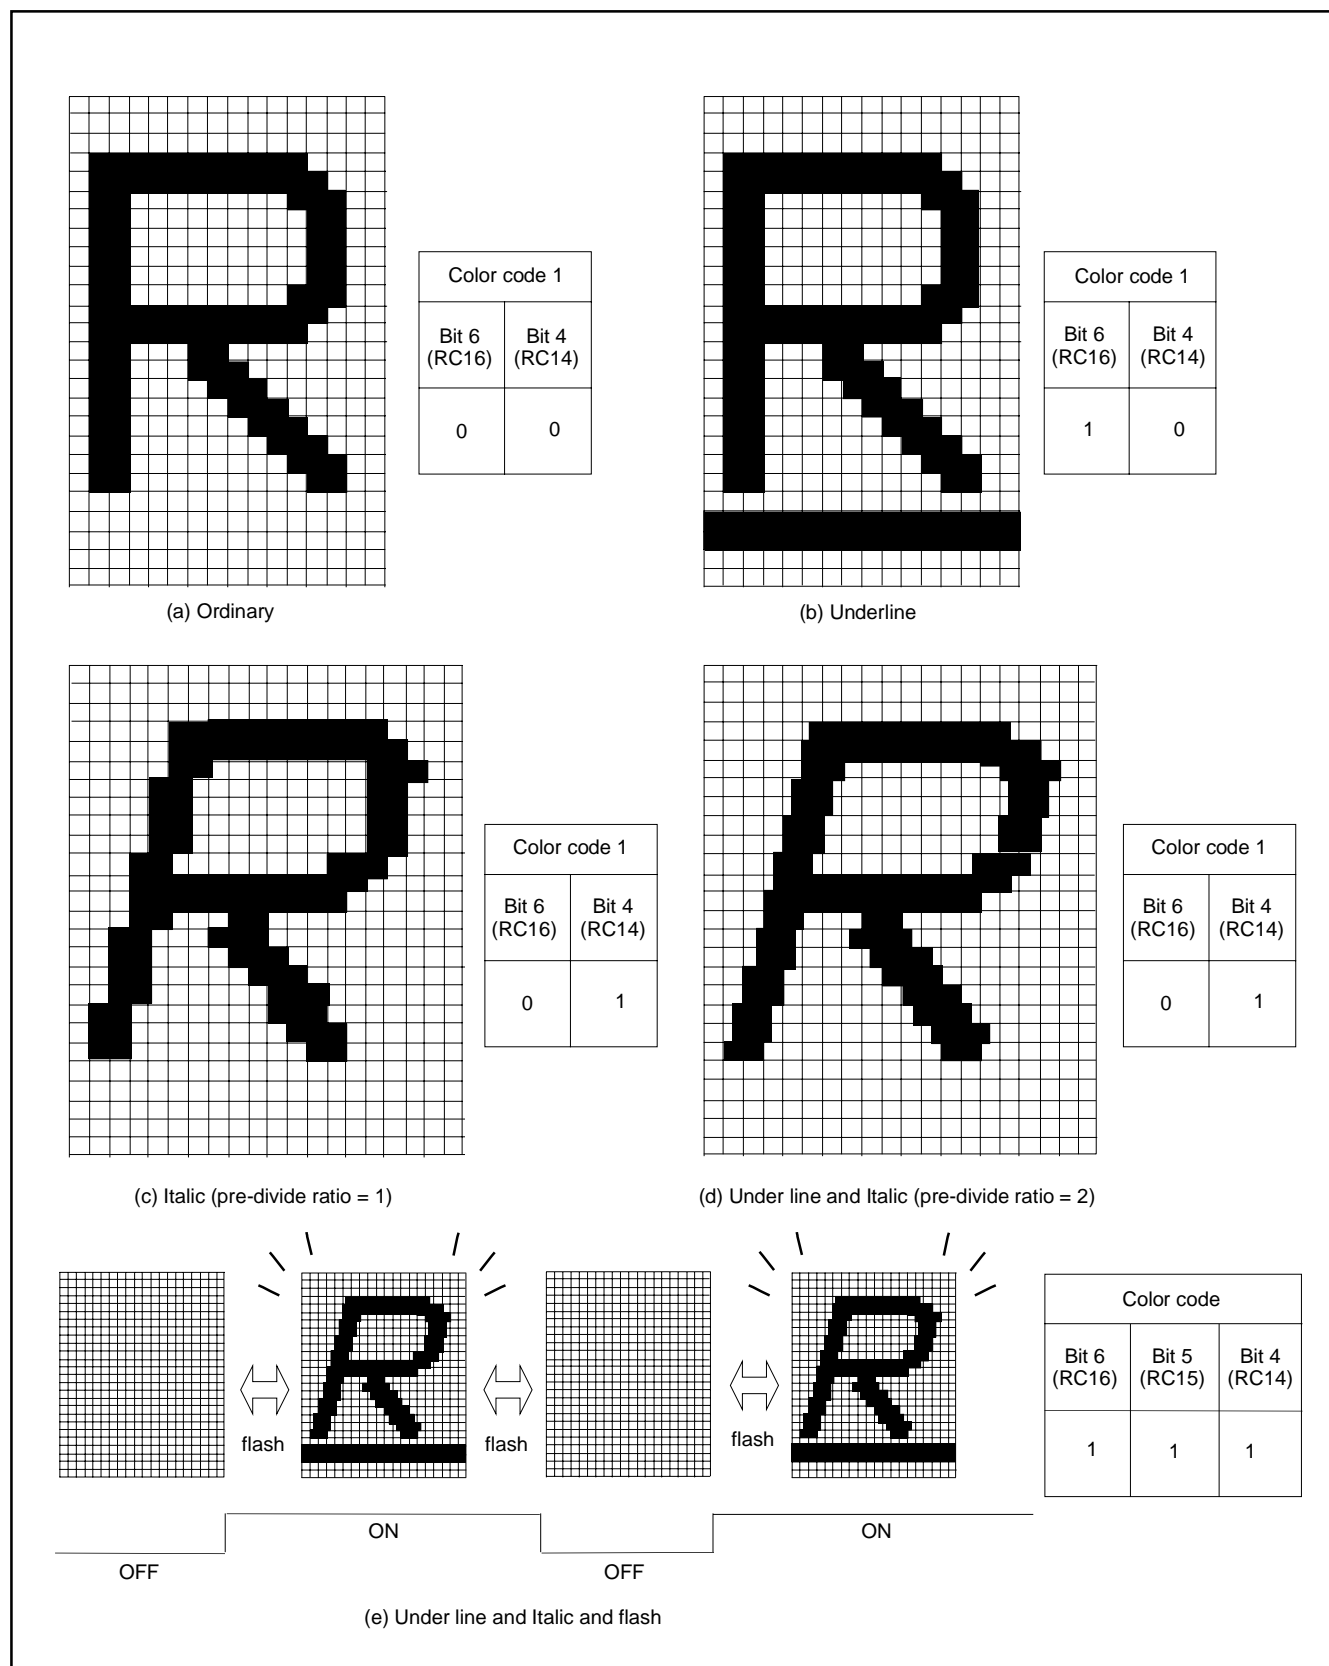 Color code 1
Bit 6 Bit 4
(RC16) (RC14)
0 0
(a) Ordinary
Color code 1
Bit 6 Bit 4
(RC16) (RC14)
1 0
(b) Underline
Color code 1
Bit 6 Bit 4
(RC16) (RC14)
0 1
(c) Italic (pre-divide ratio = 1)
Color code 1
Bit 6 Bit 4
(RC16) (RC14)
0 1
(d) Under line and Italic (pre-divide ratio = 2)
flash flash flash
Color code
Bit 6 Bit 5 Bit 4
(RC16) (RC15) (RC14)
1 1 1
ON ON
OFF OFF
(e) Under line and Italic and flash